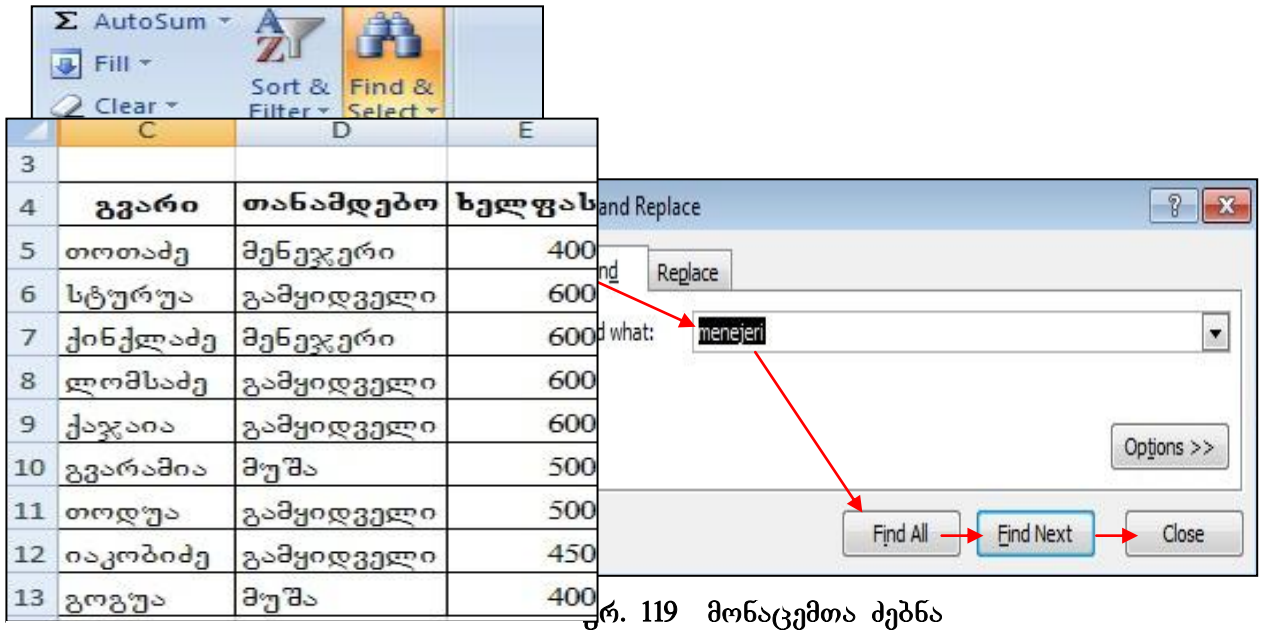 Σ AutoSum
Fill
Clear
Sort & Filter
Find & Select
C D E
3
4 გვარი თანამდებო ხელფას
5 თოთაძე მენეჯერი 400
6 სტურუა გამყიდველი 600
7 ქინქლაძე მენეჯერი 600
8 ლომსაძე გამყიდველი 600
9 ქაჯაია გამყიდველი 600
10 გვარამია მუშა 500
11 თოდუა გამყიდველი 500
12 იაკობიძე გამყიდველი 450
13 გოგუა მუშა 400
and Replace
nd Replace
d what: menejeri
Options >>
Find All Find Next Close
რ. 119 მონაცემთა ძებნა